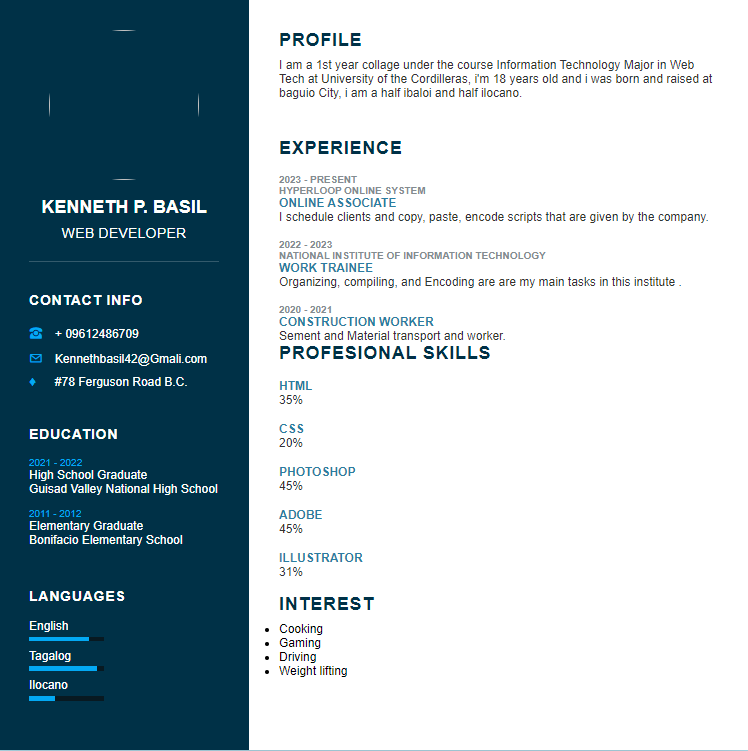 KENNETH P. BASIL
WEB DEVELOPER
CONTACT INFO
+ 09612486709
Kennethbasil42@Gmali.com
#78 Ferguson Road B.C.
EDUCATION
2021 - 2022
High School Graduate
Guisad Valley National High School
2011 - 2012
Elementary Graduate
Bonifacio Elementary School
LANGUAGES
English
Tagalog
Ilocano
PROFILE
I am a 1st year collage under the course Information Technology Major in Web
Tech at University of the Cordilleras, i'm 18 years old and i was born and raised at
baguio City, i am a half ibaloi and half ilocano.
EXPERIENCE
2023 - PRESENT
HYPERLOOP ONLINE SYSTEM
ONLINE ASSOCIATE
I schedule clients and copy, paste, encode scripts that are given by the company.
2022 - 2023
NATIONAL INSTITUTE OF INFORMATION TECHNOLOGY
WORK TRAINEE
Organizing, compiling, and Encoding are are my main tasks in this institute .
2020 - 2021
CONSTRUCTION WORKER
Sement and Material transport and worker.
PROFESIONAL SKILLS
HTML
35%
CSS
20%
PHOTOSHOP
45%
ADOBE
45%
ILLUSTRATOR
31%
INTEREST
• Cooking
• Gaming
• Driving
• Weight lifting